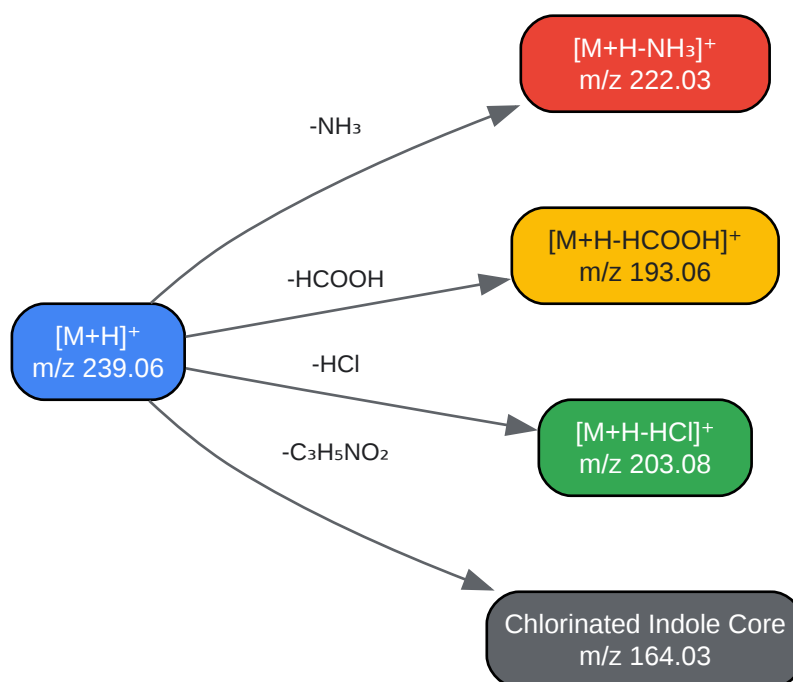 [M+H-NH₃]⁺
m/z 222.03
-NH₃
[M+H-HCOOH]⁺
m/z 193.06
-HCOOH
[M+H]⁺
m/z 239.06
-HCl
[M+H-HCl]⁺
m/z 203.08
-C₃H₅NO₂
Chlorinated Indole Core
m/z 164.03